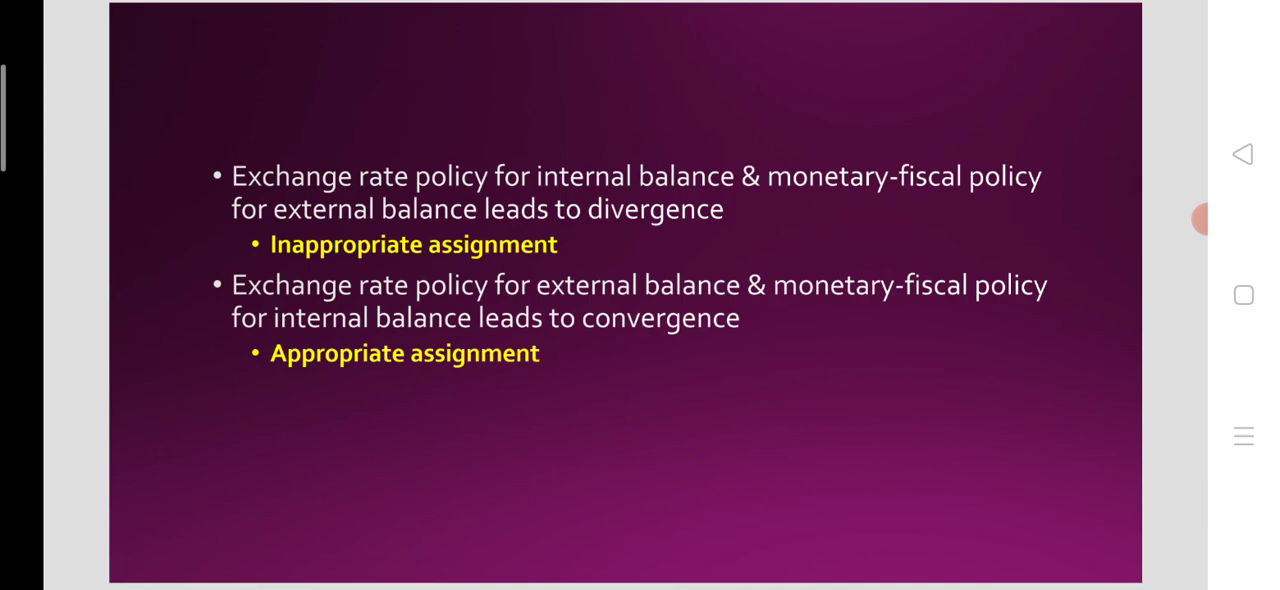 • Exchange rate policy for internal balance & monetary-fiscal policy
for external balance leads to divergence
• Inappropriate assignment
• Exchange rate policy for external balance & monetary-fiscal policy
for internal balance leads to convergence
• Appropriate assignment